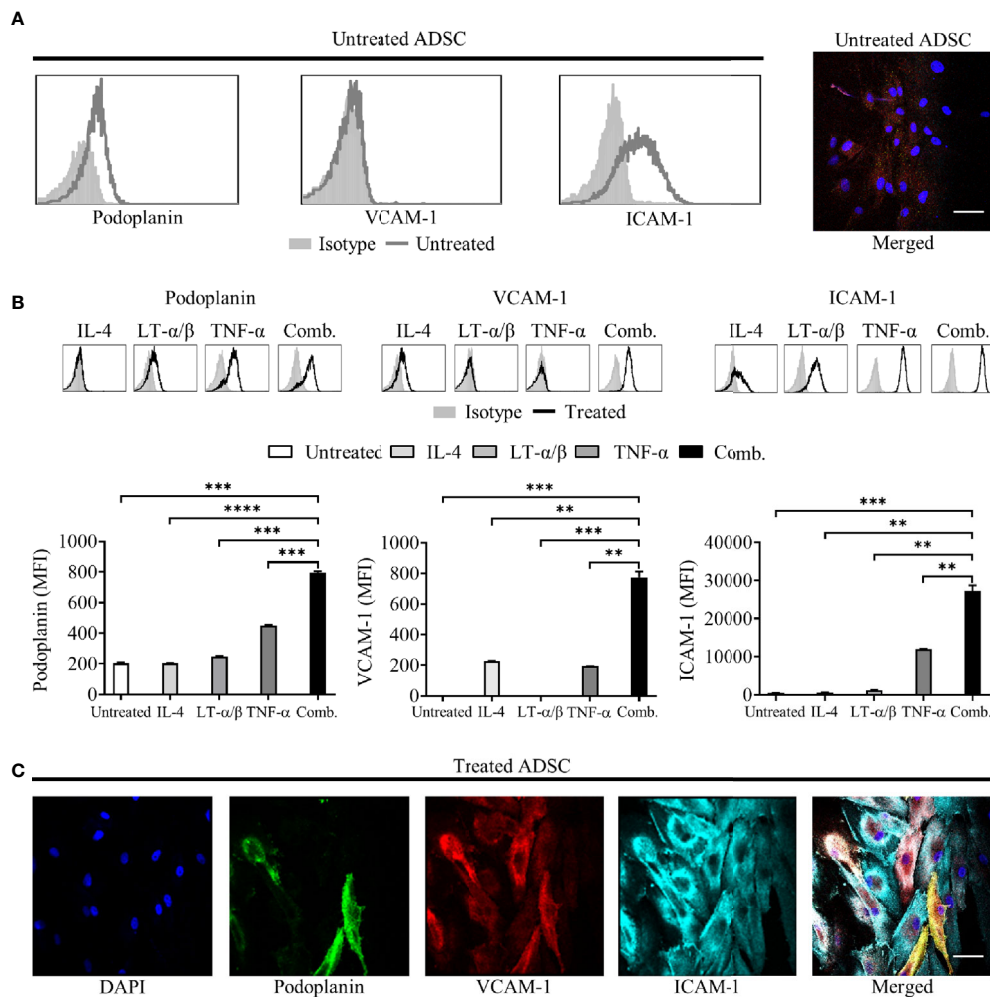 A
Untreated ADSC
Untreated ADSC
Podoplanin
VCAM-1
ICAM-1
Isotype Untreated
Merged
B
Podoplanin VCAM-1 ICAM-1
IL-4 LT-α/β TNF-α Comb. IL-4 LT-α/β TNF-α Comb. IL-4 LT-α/β TNF-α Comb.
Isotype Treated
Untreated IL-4 LT-α/β TNF-α Comb.
***
****
***
***
1000
800
600
400
200
0
Podoplanin (MFI)
Untreated IL-4 LT-α/β TNF-α Comb.
***
**
***
**
1000
800
600
400
200
0
VCAM-1 (MFI)
Untreated IL-4 LT-α/β TNF-α Comb.
***
**
**
**
40000
30000
20000
10000
0
ICAM-1 (MFI)
Untreated IL-4 LT-α/β TNF-α Comb.
C
Treated ADSC
DAPI Podoplanin VCAM-1 ICAM-1 Merged